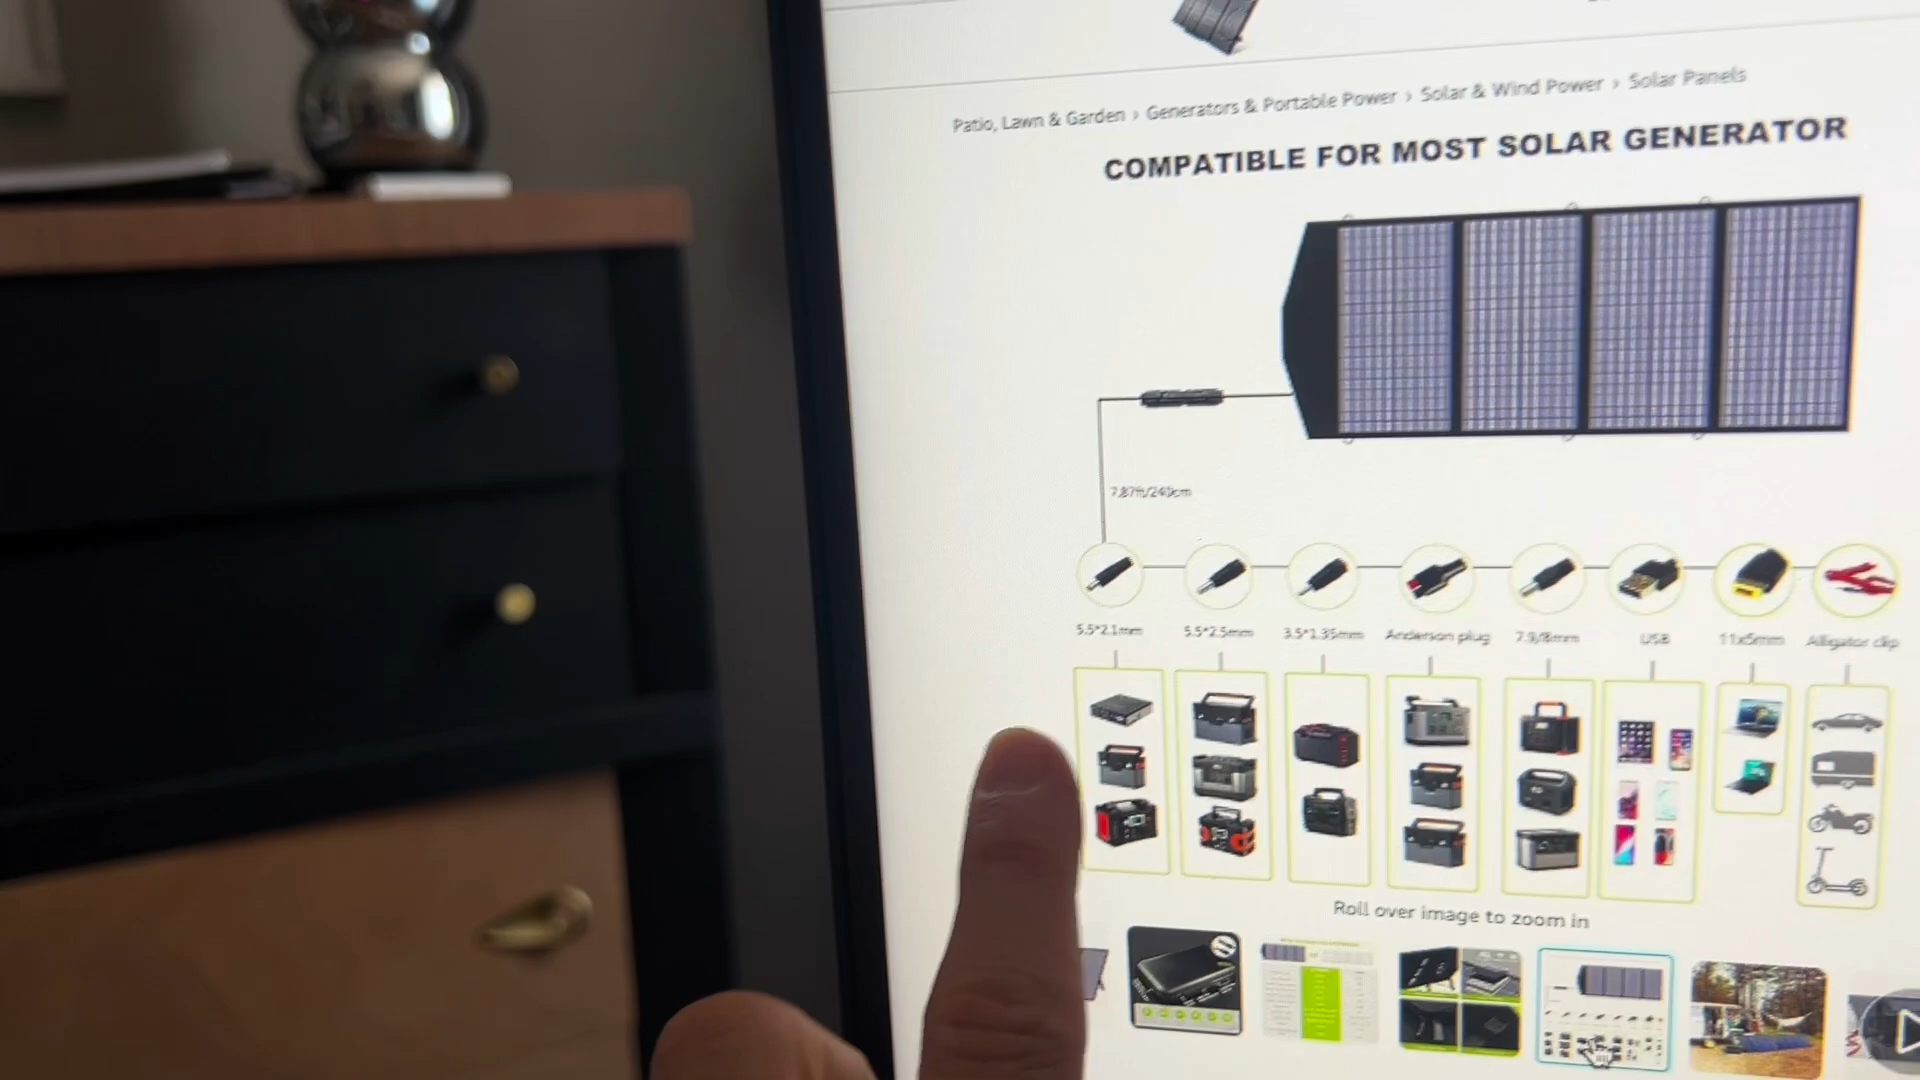 Patio, Lawn & Garden › Generators & Portable Power › Solar & Wind Power › Solar Panels
COMPATIBLE FOR MOST SOLAR GENERATOR
7.87ft/240cm
5.5*2.1mm 5.5*2.5mm 3.5*1.35mm Anderson plug 7.9/8mm USB 11x5mm Alligator clip
Roll over image to zoom in